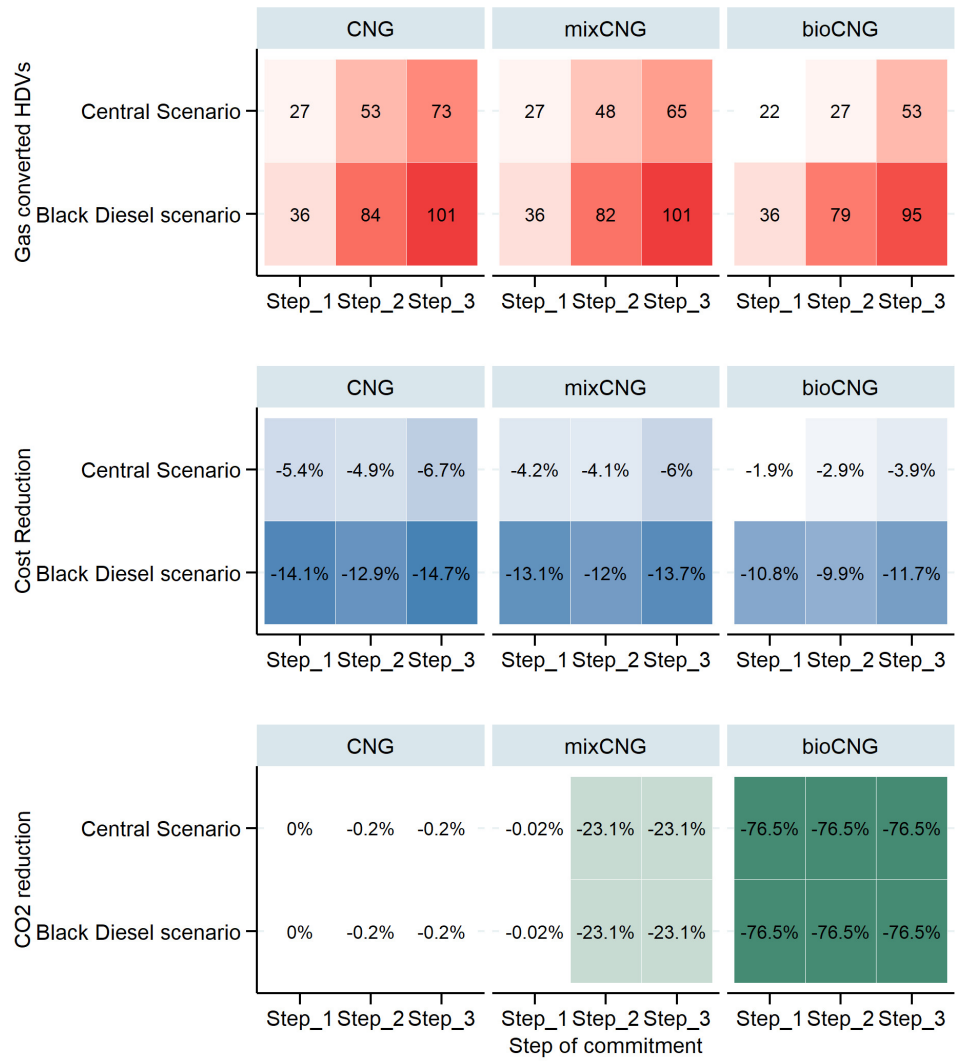 CNG mixCNG bioCNG
Gas converted HDVs
Central Scenario 27 53 73 27 48 65 22 27 53
Black Diesel scenario 36 84 101 36 82 101 36 79 95
Step_1 Step_2 Step_3 Step_1 Step_2 Step_3 Step_1 Step_2 Step_3
CNG mixCNG bioCNG
Cost Reduction
Central Scenario -5.4% -4.9% -6.7% -4.2% -4.1% -6% -1.9% -2.9% -3.9%
Black Diesel scenario -14.1% -12.9% -14.7% -13.1% -12% -13.7% -10.8% -9.9% -11.7%
Step_1 Step_2 Step_3 Step_1 Step_2 Step_3 Step_1 Step_2 Step_3
CNG mixCNG bioCNG
CO2 reduction
Central Scenario 0% -0.2% -0.2% -0.02% -23.1% -23.1% -76.5% -76.5% -76.5%
Black Diesel scenario 0% -0.2% -0.2% -0.02% -23.1% -23.1% -76.5% -76.5% -76.5%
Step_1 Step_2 Step_3 Step_1 Step_2 Step_3 Step_1 Step_2 Step_3
Step of commitment